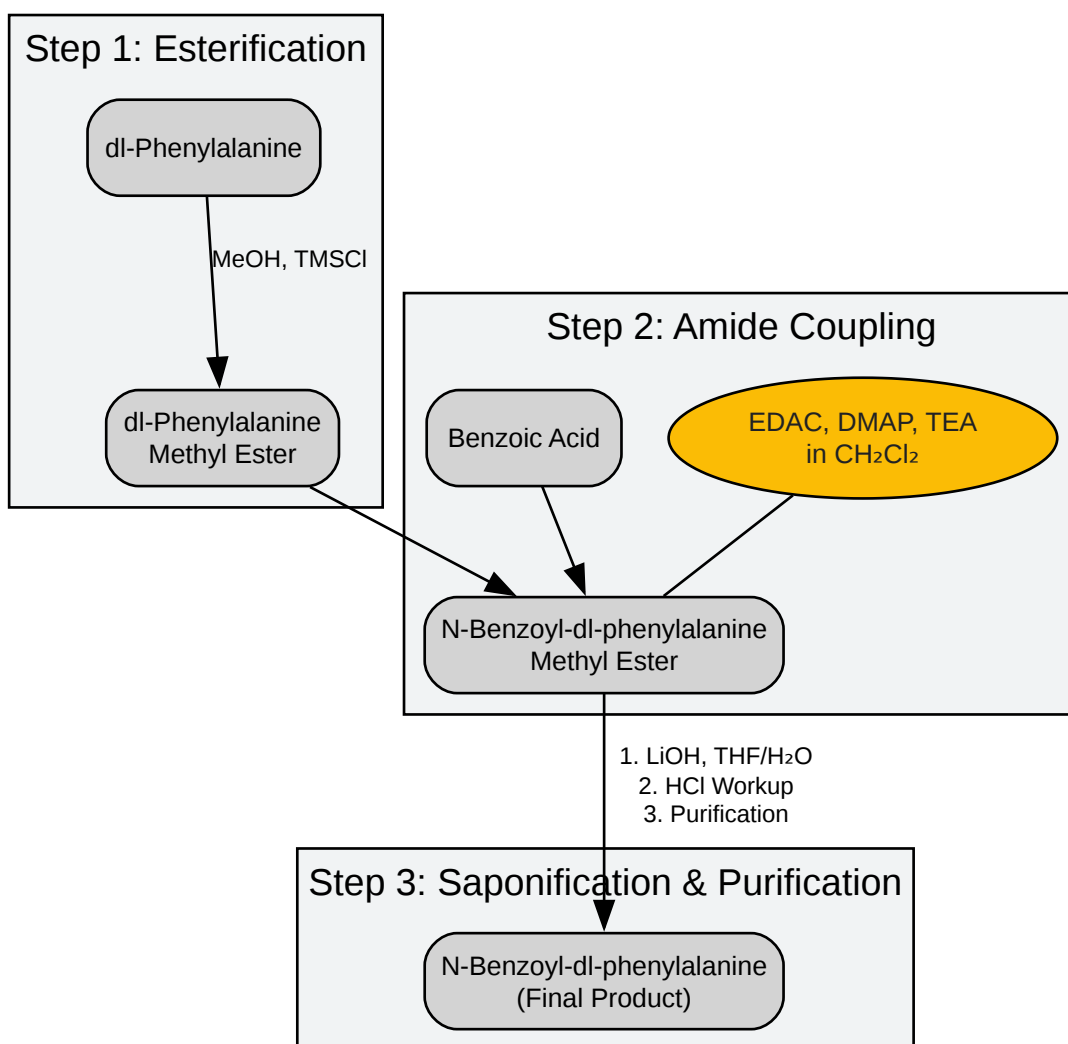 Step 1: Esterification
dl-Phenylalanine
MeOH, TMSCl
dl-Phenylalanine
Methyl Ester
Step 2: Amide Coupling
Benzoic Acid
EDAC, DMAP, TEA
in CH₂Cl₂
N-Benzoyl-dl-phenylalanine
Methyl Ester
1. LiOH, THF/H₂O
2. HCl Workup
3. Purification
Step 3: Saponification & Purification
N-Benzoyl-dl-phenylalanine
(Final Product)